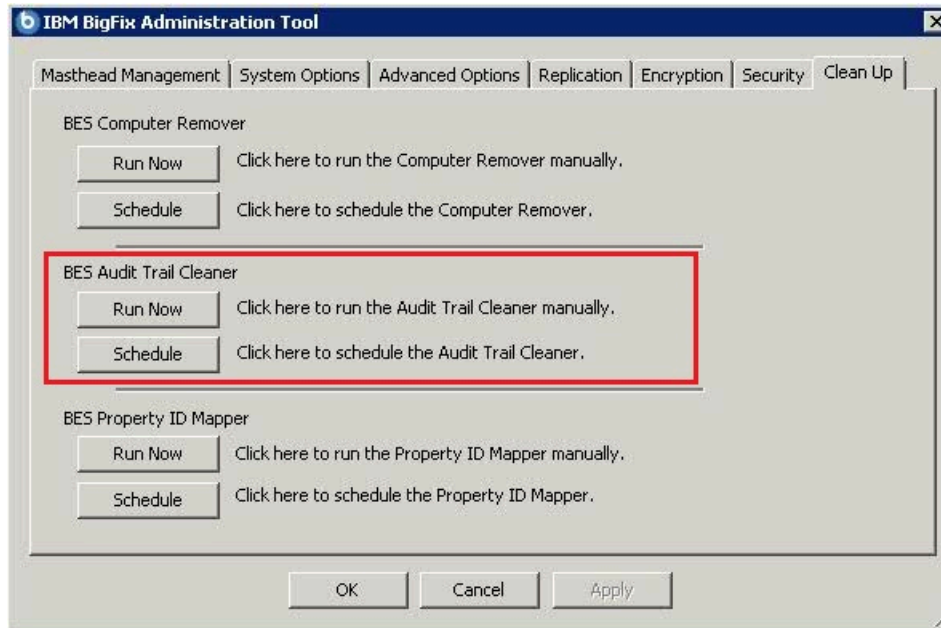 IBM BigFix Administration Tool
Masthead Management System Options Advanced Options Replication Encryption Security Clean Up
BES Computer Remover
Run Now Click here to run the Computer Remover manually.
Schedule Click here to schedule the Computer Remover.
BES Audit Trail Cleaner
Run Now Click here to run the Audit Trail Cleaner manually.
Schedule Click here to schedule the Audit Trail Cleaner.
BES Property ID Mapper
Run Now Click here to run the Property ID Mapper manually.
Schedule Click here to schedule the Property ID Mapper.
OK Cancel Apply